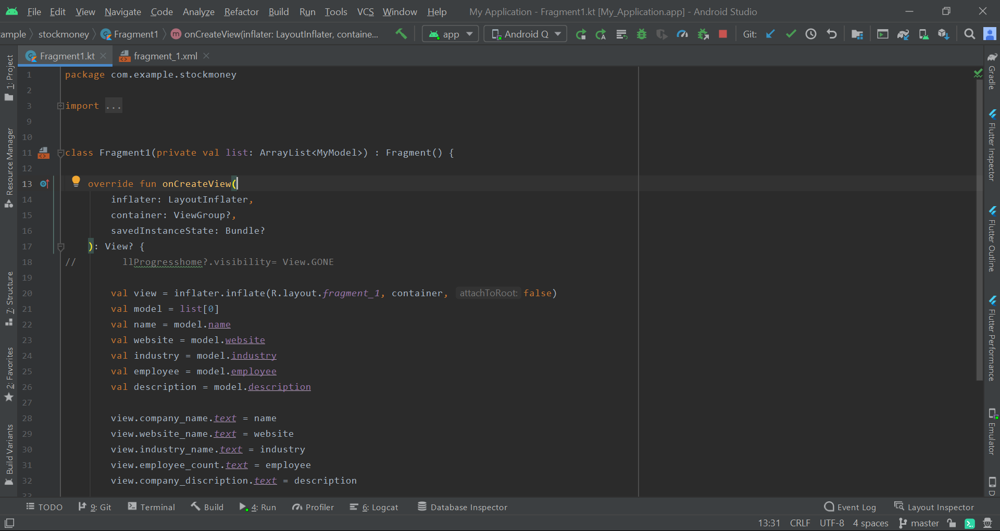 File Edit View Navigate Code Analyze Refactor Build Run Tools VCS Window Help My Application - Fragment1.kt [My_Application.app] - Android Studio
ample stockmoney Fragment1 m onCreateView(inflater: LayoutInflater, containe... app Android Q Git:
Fragment1.kt fragment_1.xml
1 package com.example.stockmoney
2
3 import ...
9
10
11 class Fragment1(private val list: ArrayList<MyModel>) : Fragment() {
12
13 override fun onCreateView(
14 inflater: LayoutInflater,
15 container: ViewGroup?,
16 savedInstanceState: Bundle?
17 ): View? {
18 // llProgresshome?.visibility= View.GONE
19
20 val view = inflater.inflate(R.layout.fragment_1, container, attachToRoot: false)
21 val model = list[0]
22 val name = model.name
23 val website = model.website
24 val industry = model.industry
25 val employee = model.employee
26 val description = model.description
27
28 view.company_name.text = name
29 view.website_name.text = website
30 view.industry_name.text = industry
31 view.employee_count.text = employee
32 view.company_discription.text = description
33
1: Project
Resource Manager
7: Structure
2: Favorites
Build Variants
Gradle
Flutter Inspector
Flutter Outline
Flutter Performance
Emulator
D
TODO 9: Git Terminal Build 4: Run Profiler 6: Logcat Database Inspector Event Log Layout Inspector
13:31 CRLF UTF-8 4 spaces master